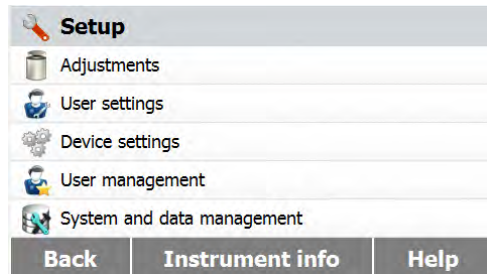 Setup
Adjustments
User settings
Device settings
User management
System and data management
Back Instrument info Help